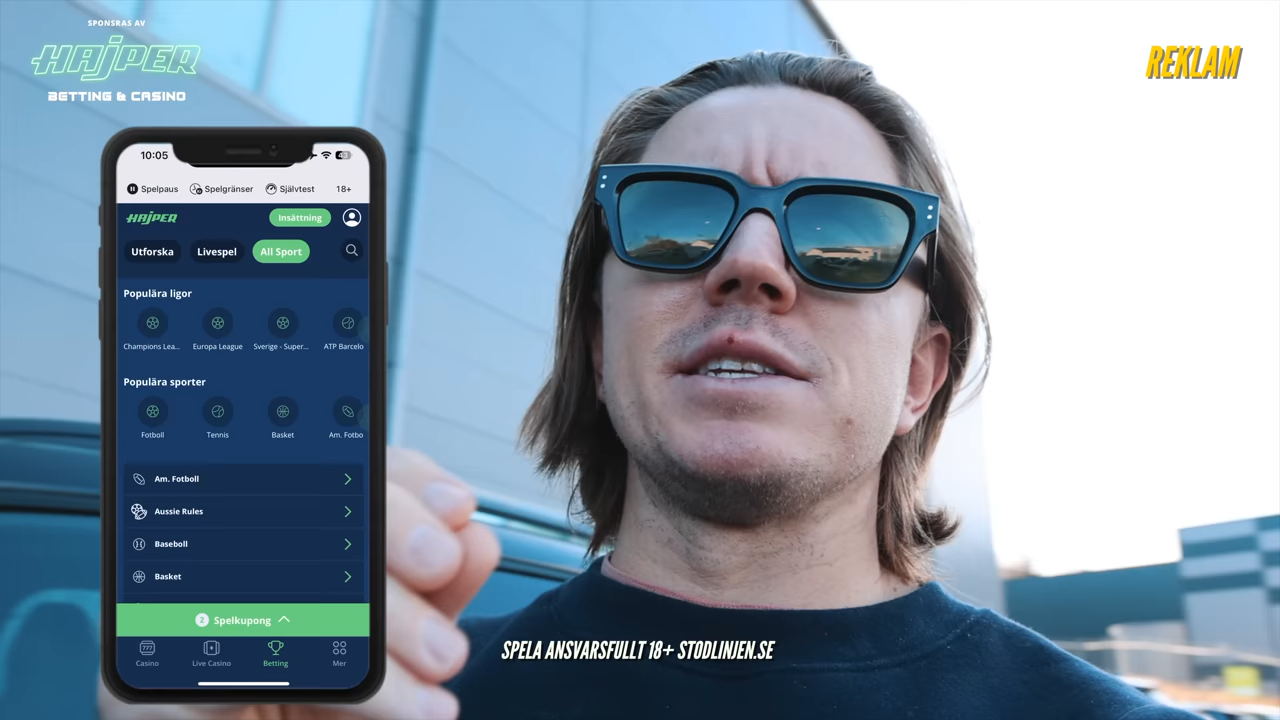 SPONSRAS AV
HAJPER
BETTING & CASINO
REKLAM
10:05
43
Spelpaus
Spelgränser
Självtest
18+
HAJPER
Insättning
Utforska
Livespel
All Sport
Populära ligor
Champions Lea...
Europa League
Sverige - Super...
ATP Barcelo
Populära sporter
Fotboll
Tennis
Basket
Am. Fotbo
Am. Fotboll
Aussie Rules
Baseboll
Basket
2 Spelkupong
777
Casino
Live Casino
Betting
Mer
SPELA ANSVARSFULLT 18+ STODLINJEN.SE